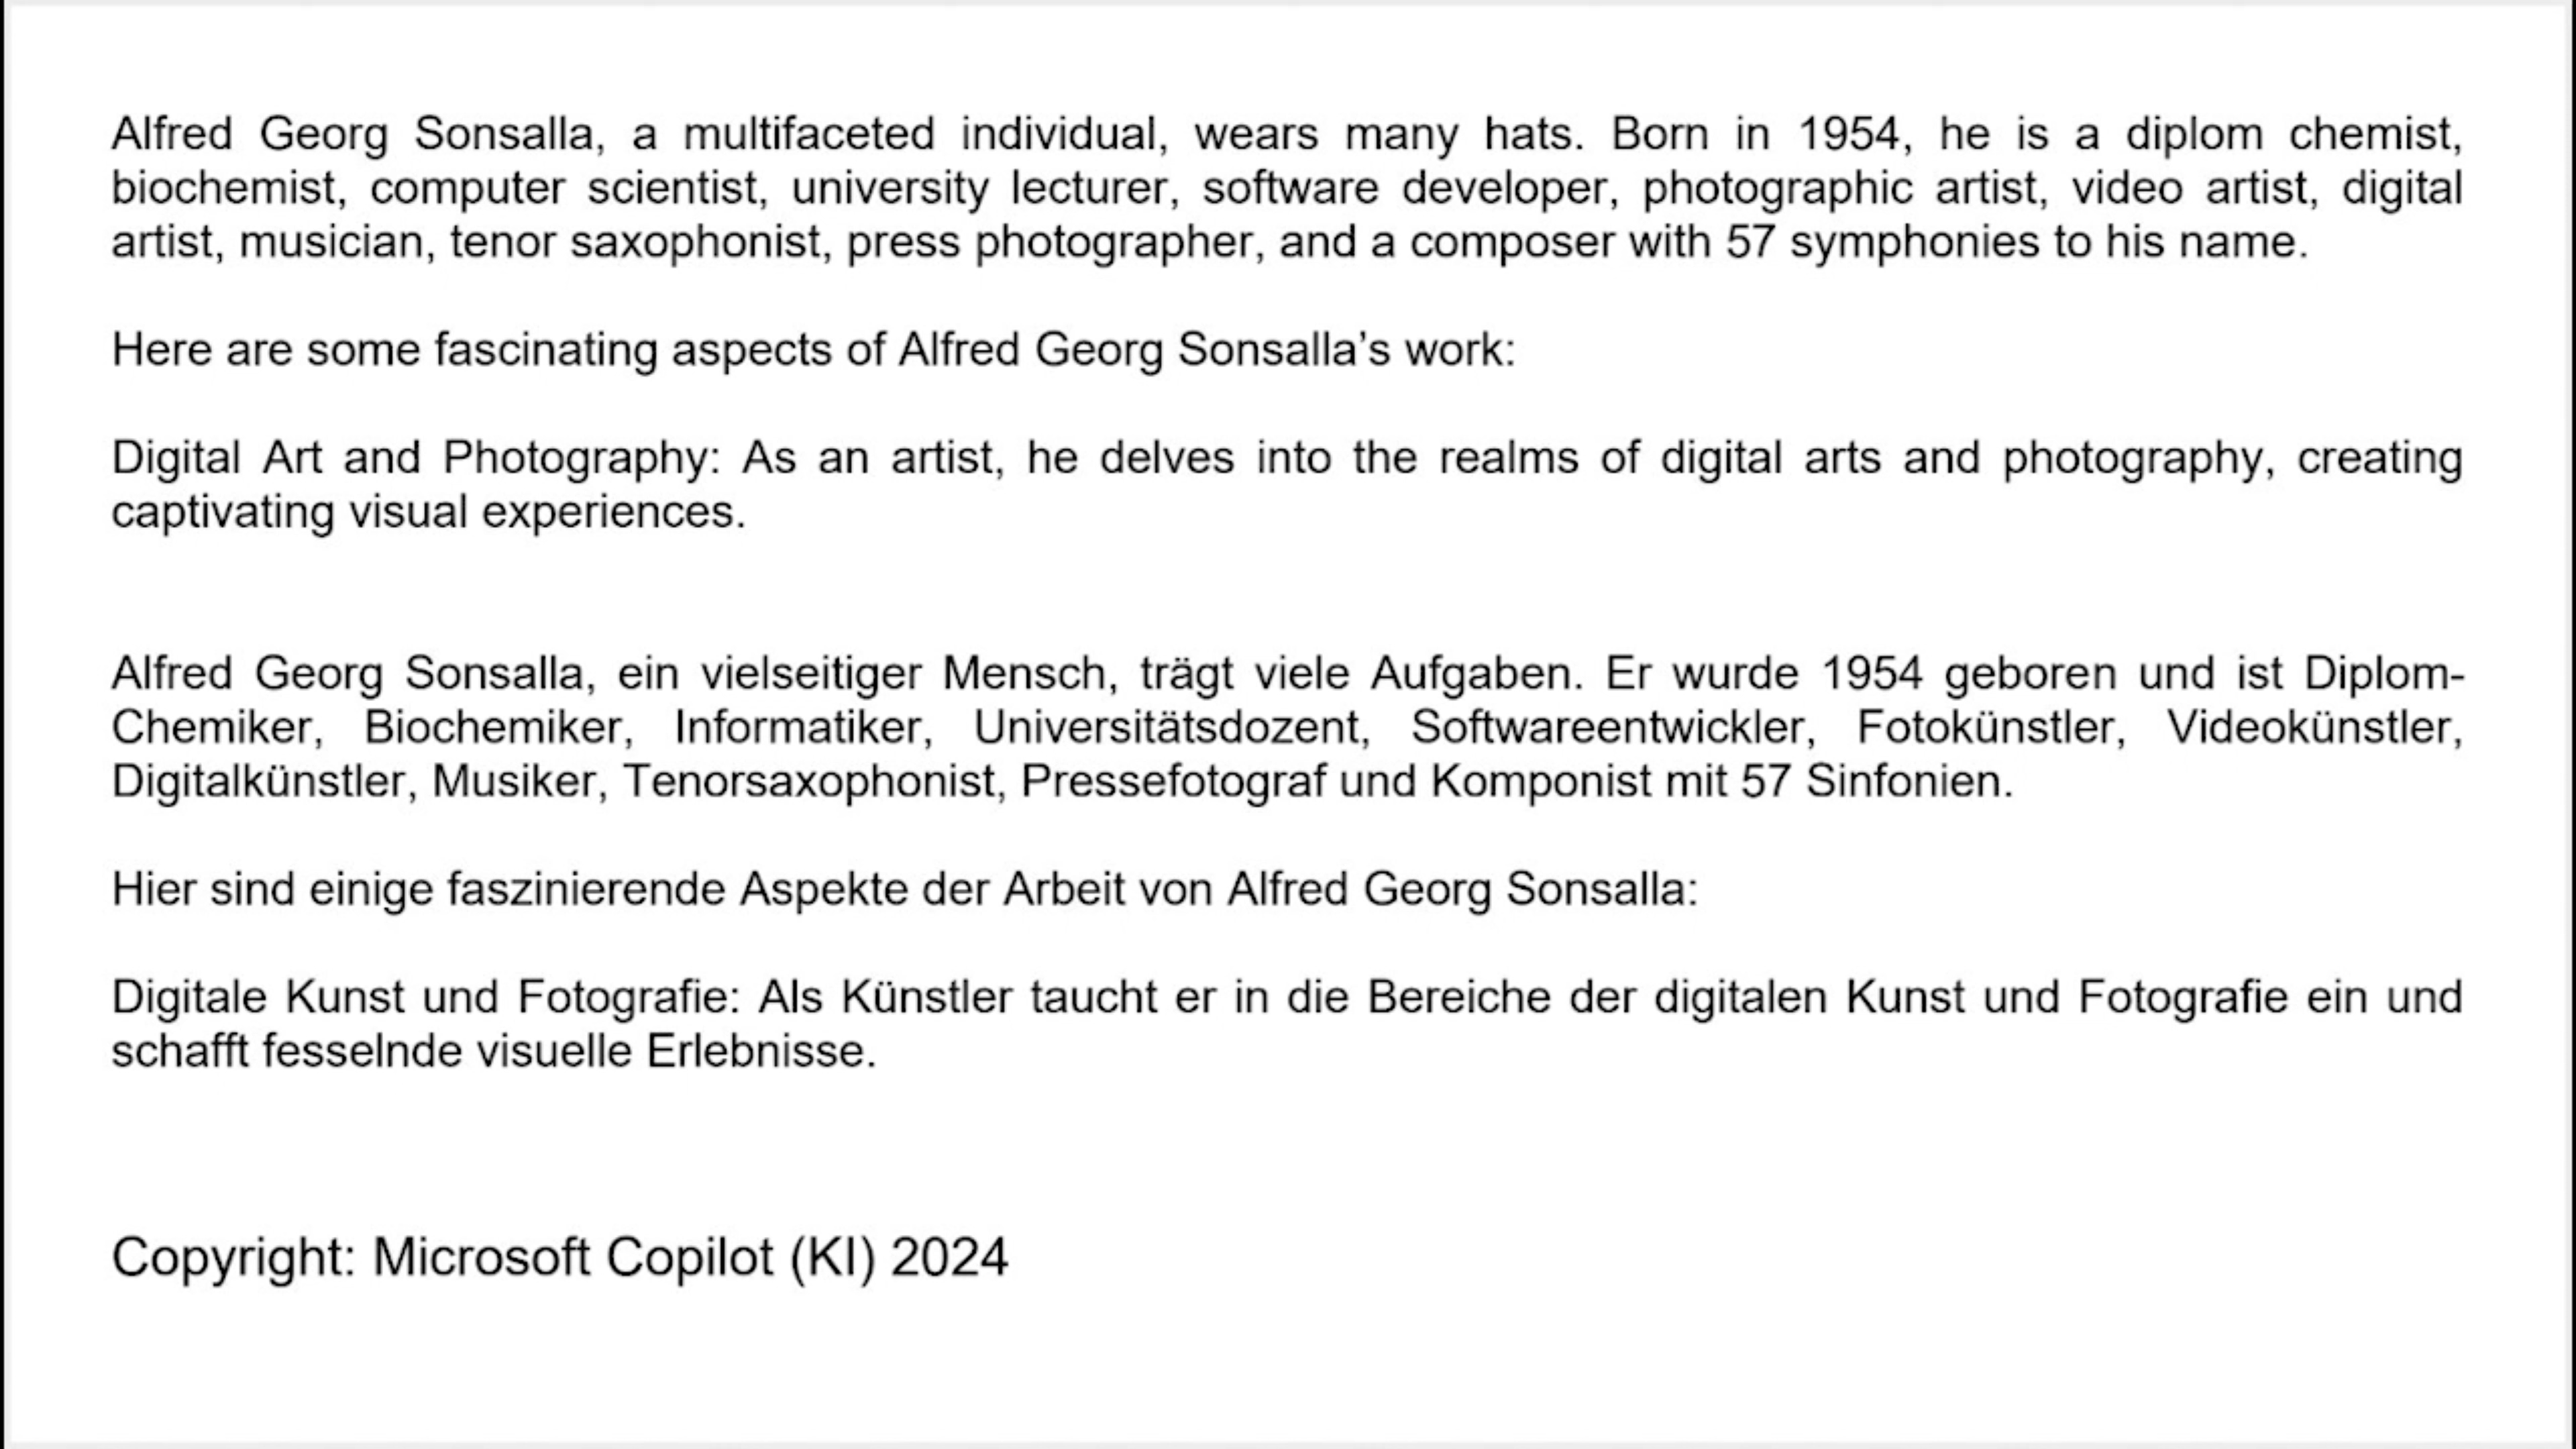 Alfred Georg Sonsalla, a multifaceted individual, wears many hats. Born in 1954, he is a diplom chemist,
biochemist, computer scientist, university lecturer, software developer, photographic artist, video artist, digital
artist, musician, tenor saxophonist, press photographer, and a composer with 57 symphonies to his name.
Here are some fascinating aspects of Alfred Georg Sonsalla’s work:
Digital Art and Photography: As an artist, he delves into the realms of digital arts and photography, creating
captivating visual experiences.
Alfred Georg Sonsalla, ein vielseitiger Mensch, trägt viele Aufgaben. Er wurde 1954 geboren und ist Diplom-
Chemiker, Biochemiker, Informatiker, Universitätsdozent, Softwareentwickler, Fotokünstler, Videokünstler,
Digitalkünstler, Musiker, Tenorsaxophonist, Pressefotograf und Komponist mit 57 Sinfonien.
Hier sind einige faszinierende Aspekte der Arbeit von Alfred Georg Sonsalla:
Digitale Kunst und Fotografie: Als Künstler taucht er in die Bereiche der digitalen Kunst und Fotografie ein und
schafft fesselnde visuelle Erlebnisse.
Copyright: Microsoft Copilot (KI) 2024